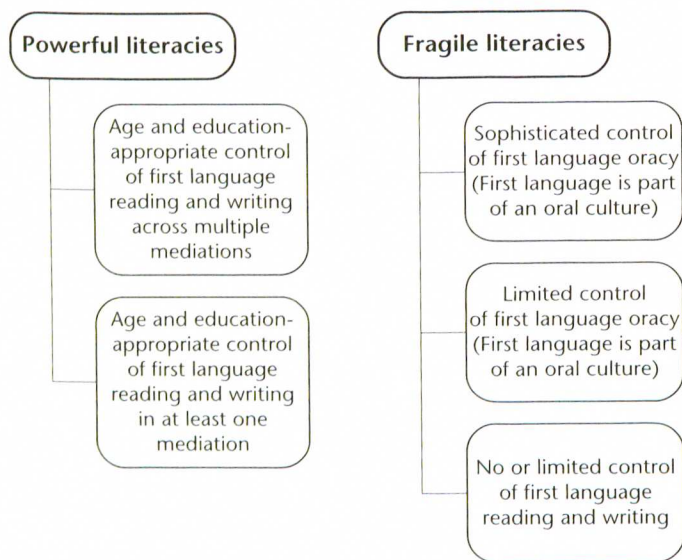 Powerful literacies
Age and education-
appropriate control
of first language
reading and writing
across multiple
mediations
Age and education-
appropriate control
of first language
reading and writing
in at least one
mediation
Fragile literacies
Sophisticated control
of first language oracy
(First language is part
of an oral culture)
Limited control
of first language oracy
(First language is part
of an oral culture)
No or limited control
of first language
reading and writing